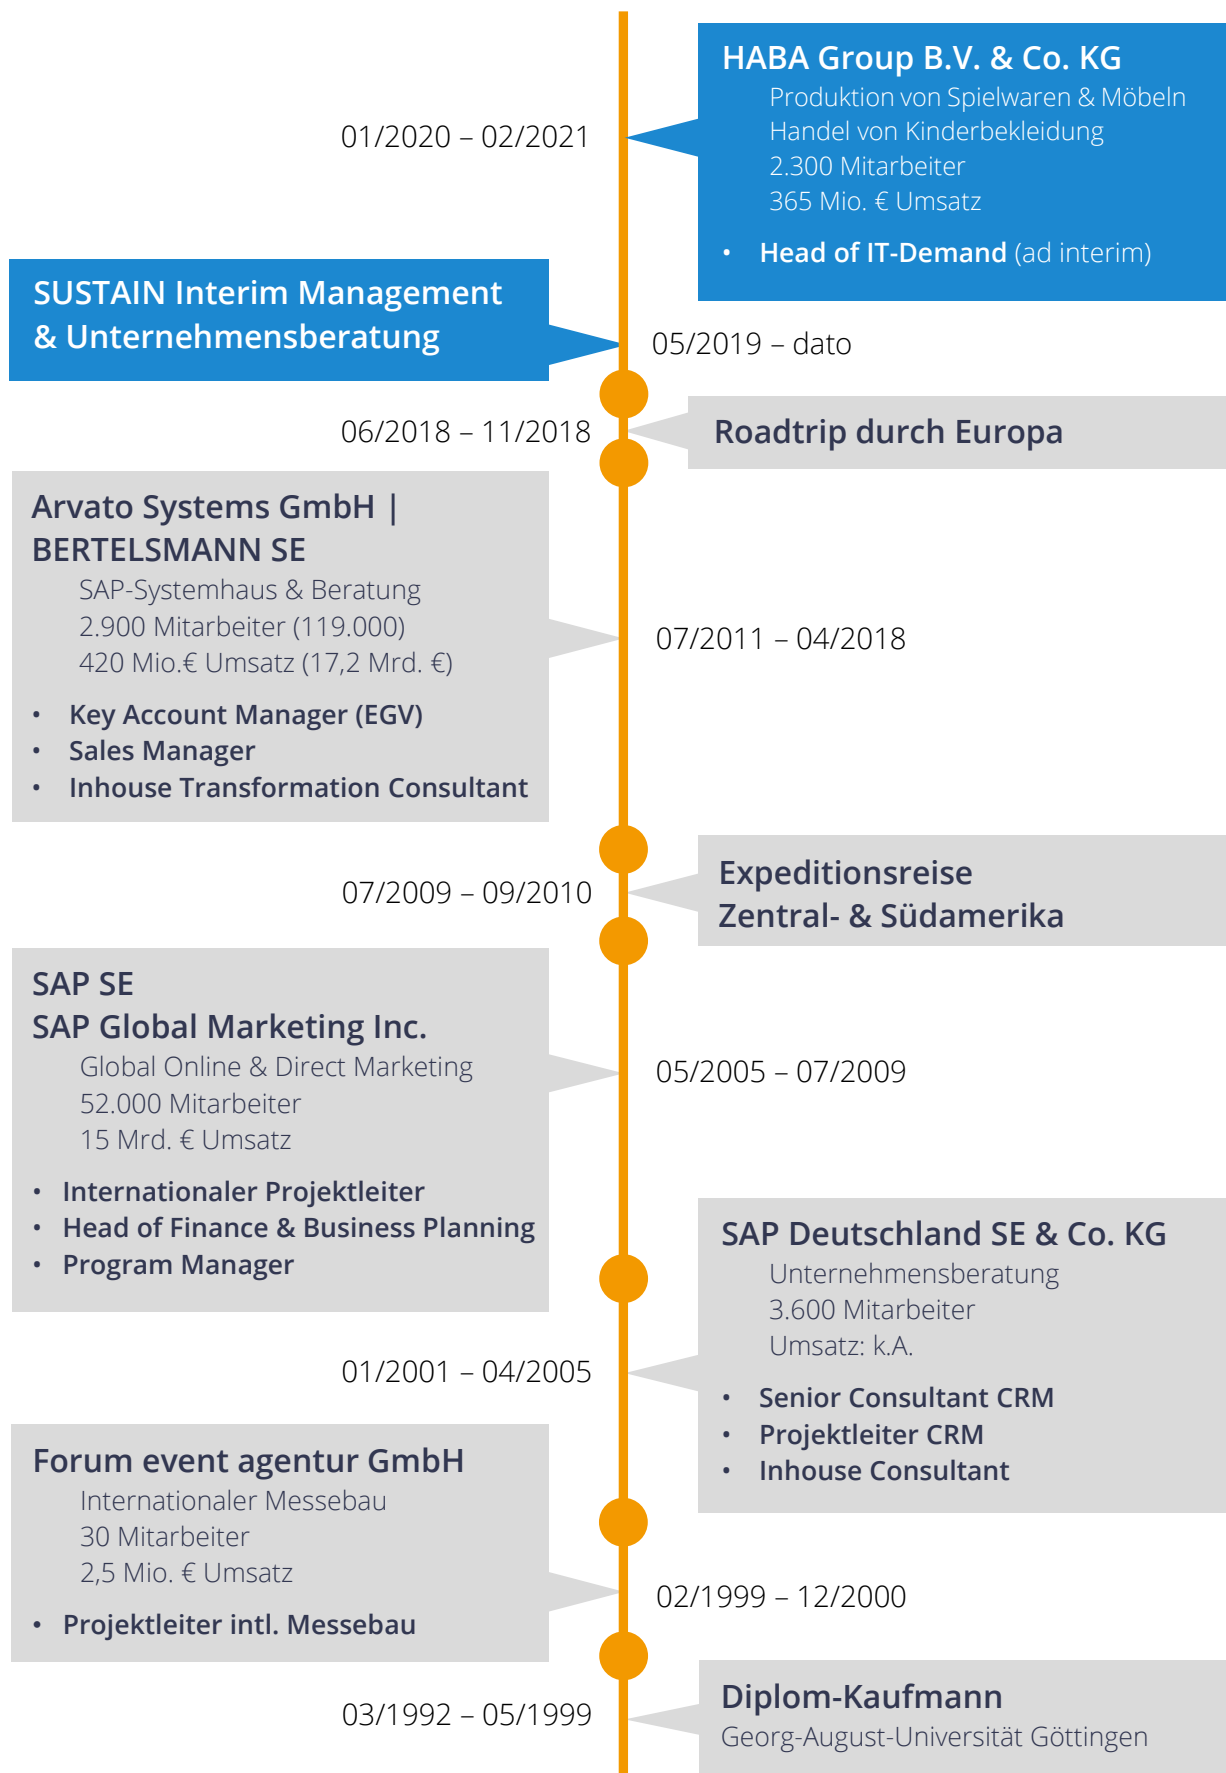 HABA Group B.V. & Co. KG
Produktion von Spielwaren & Möbeln
Handel von Kinderbekleidung
2.300 Mitarbeiter
365 Mio. € Umsatz
• Head of IT-Demand (ad interim)
01/2020 – 02/2021
SUSTAIN Interim Management
& Unternehmensberatung
05/2019 – dato
06/2018 – 11/2018
Roadtrip durch Europa
Arvato Systems GmbH |
BERTELSMANN SE
SAP-Systemhaus & Beratung
2.900 Mitarbeiter (119.000)
420 Mio.€ Umsatz (17,2 Mrd. €)
• Key Account Manager (EGV)
• Sales Manager
• Inhouse Transformation Consultant
07/2011 – 04/2018
07/2009 – 09/2010
Expeditionsreise
Zentral- & Südamerika
SAP SE
SAP Global Marketing Inc.
Global Online & Direct Marketing
52.000 Mitarbeiter
15 Mrd. € Umsatz
• Internationaler Projektleiter
• Head of Finance & Business Planning
• Program Manager
05/2005 – 07/2009
SAP Deutschland SE & Co. KG
Unternehmensberatung
3.600 Mitarbeiter
Umsatz: k.A.
• Senior Consultant CRM
• Projektleiter CRM
• Inhouse Consultant
01/2001 – 04/2005
Forum event agentur GmbH
Internationaler Messebau
30 Mitarbeiter
2,5 Mio. € Umsatz
• Projektleiter intl. Messebau
02/1999 – 12/2000
03/1992 – 05/1999
Diplom-Kaufmann
Georg-August-Universität Göttingen